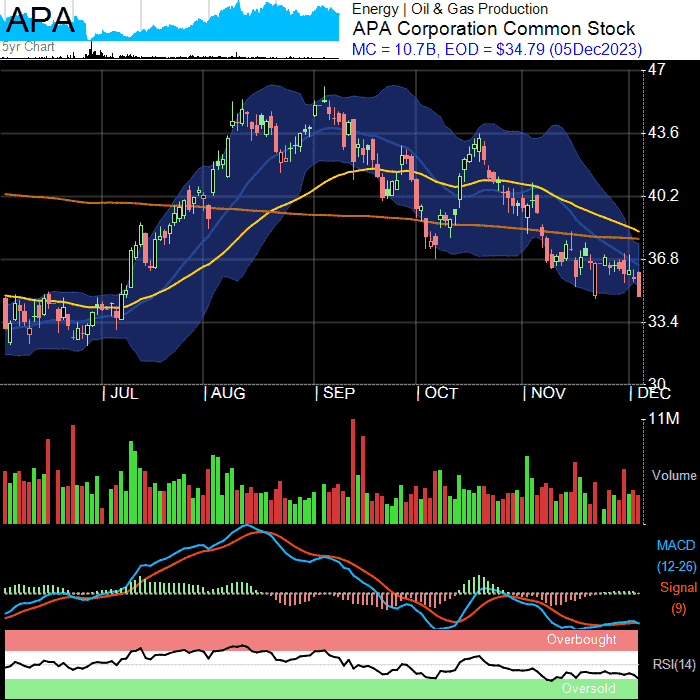 APA
5yr Chart
Energy | Oil & Gas Production
APA Corporation Common Stock
MC = 10.7B, EOD = $34.79 (05Dec2023)
47
43.6
40.2
36.8
33.4
30
JUL AUG SEP OCT NOV DEC
11M
Volume
MACD
(12-26)
Signal
(9)
Overbought
RSI(14)
Oversold